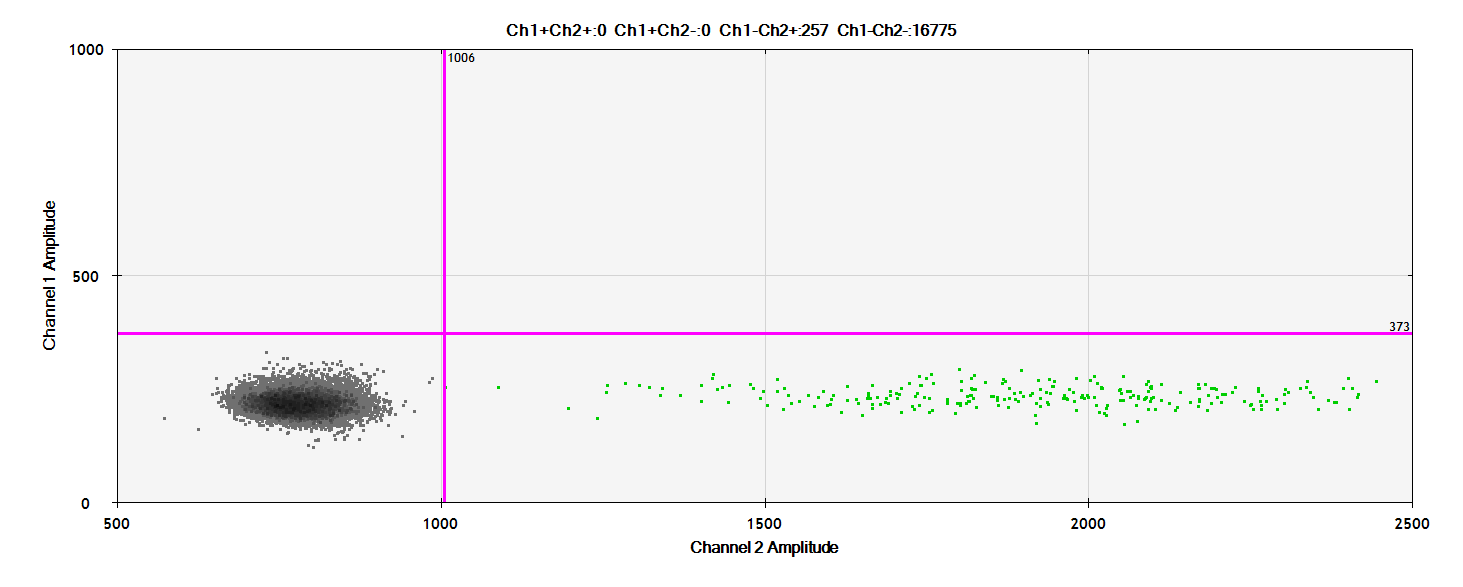 Ch1+Ch2+:0 Ch1+Ch2-:0 Ch1-Ch2+:257 Ch1-Ch2-:16775
1000
1006
Channel 1 Amplitude
500
373
0
500 1000 1500 2000 2500
Channel 2 Amplitude